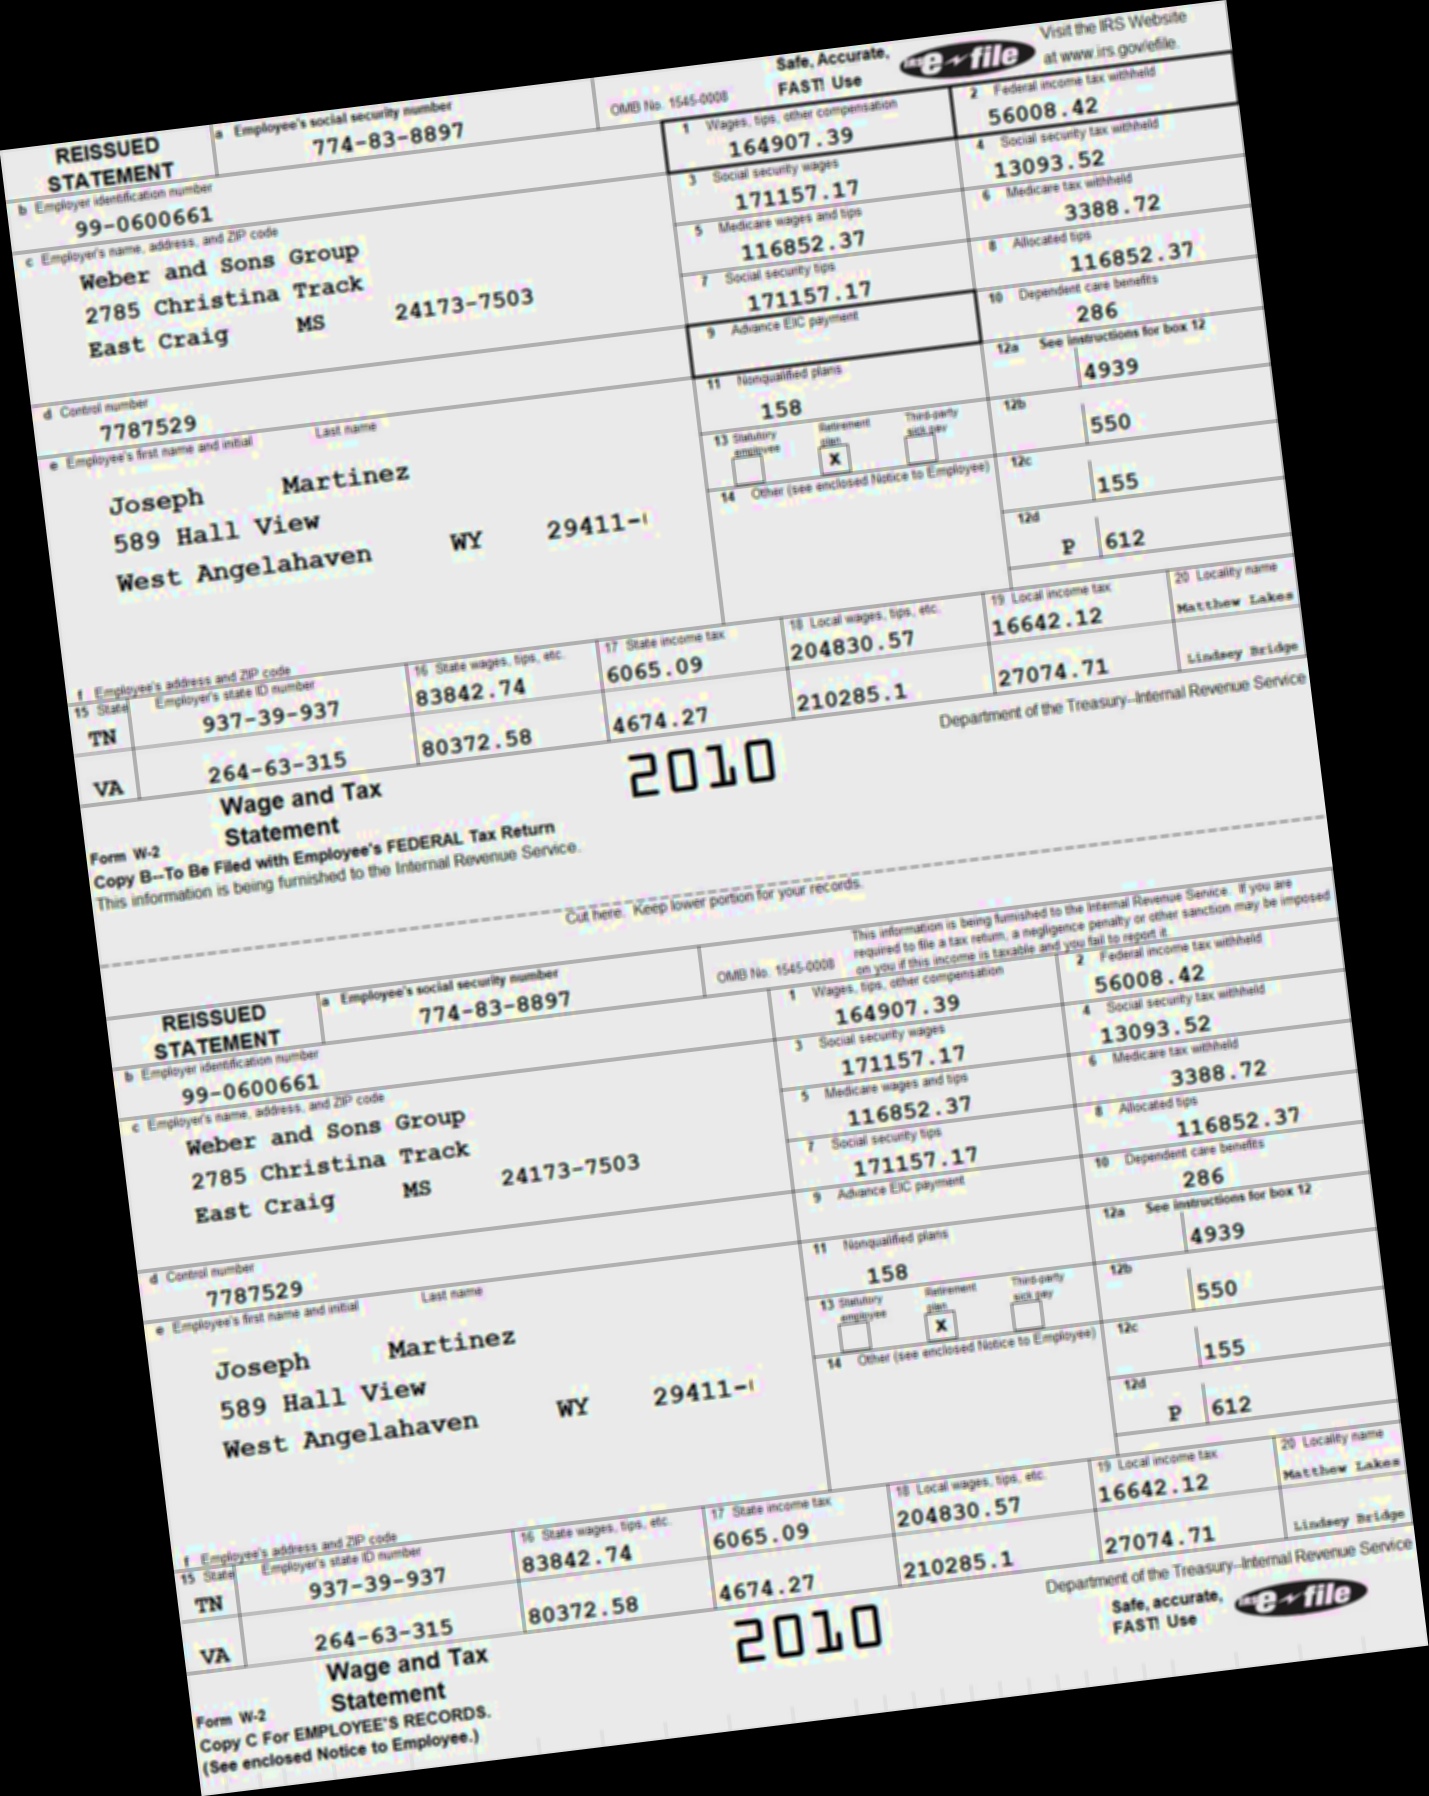 Safe, Accurate,
FAST! Use
IRS e~file
Visit the IRS Website
at www.irs.gov/efile.
REISSUED
STATEMENT
a Employee's social security number
774-83-8897
OMB No. 1545-0008
1 Wages, tips, other compensation
164907.39
2 Federal income tax withheld
56008.42
b Employer identification number
99-0600661
3 Social security wages
171157.17
4 Social security tax withheld
13093.52
c Employer's name, address, and ZIP code
Weber and Sons Group
2785 Christina Track
East Craig MS 24173-7503
5 Medicare wages and tips
116852.37
6 Medicare tax withheld
3388.72
7 Social security tips
171157.17
8 Allocated tips
116852.37
9 Advance EIC payment
10 Dependent care benefits
286
d Control number
7787529
11 Nonqualified plans
158
12a See instructions for box 12
4939
e Employee's first name and initial Last name
Joseph Martinez
589 Hall View
West Angelahaven WY 29411-
13 Statutory employee
Retirement plan
X
Third-party sick pay
12b
550
14 Other (see enclosed Notice to Employee)
12c
155
12d
P 612
f Employee's address and ZIP code
15 State Employer's state ID number
16 State wages, tips, etc.
17 State income tax
18 Local wages, tips, etc.
19 Local income tax
20 Locality name
TN 937-39-937 83842.74 6065.09 204830.57 16642.12 Matthew Lakes
VA 264-63-315 80372.58 4674.27 210285.1 27074.71 Lindsey Bridge
Form W-2
Wage and Tax
Statement
2010
Department of the Treasury--Internal Revenue Service
Copy B--To Be Filed with Employee's FEDERAL Tax Return
This information is being furnished to the Internal Revenue Service.
Cut here. Keep lower portion for your records.
This information is being furnished to the Internal Revenue Service. If you are
required to file a tax return, a negligence penalty or other sanction may be imposed
on you if this income is taxable and you fail to report it.
REISSUED
STATEMENT
a Employee's social security number
774-83-8897
OMB No. 1545-0008
1 Wages, tips, other compensation
164907.39
2 Federal income tax withheld
56008.42
b Employer identification number
99-0600661
3 Social security wages
171157.17
4 Social security tax withheld
13093.52
c Employer's name, address, and ZIP code
Weber and Sons Group
2785 Christina Track
East Craig MS 24173-7503
5 Medicare wages and tips
116852.37
6 Medicare tax withheld
3388.72
7 Social security tips
171157.17
8 Allocated tips
116852.37
9 Advance EIC payment
10 Dependent care benefits
286
d Control number
7787529
11 Nonqualified plans
158
12a See instructions for box 12
4939
e Employee's first name and initial Last name
Joseph Martinez
589 Hall View
West Angelahaven WY 29411-
13 Statutory employee
Retirement plan
X
Third-party sick pay
12b
550
14 Other (see enclosed Notice to Employee)
12c
155
12d
P 612
f Employee's address and ZIP code
15 State Employer's state ID number
16 State wages, tips, etc.
17 State income tax
18 Local wages, tips, etc.
19 Local income tax
20 Locality name
TN 937-39-937 83842.74 6065.09 204830.57 16642.12 Matthew Lakes
VA 264-63-315 80372.58 4674.27 210285.1 27074.71 Lindsey Bridge
Form W-2
Wage and Tax
Statement
2010
Department of the Treasury--Internal Revenue Service
Safe, accurate,
FAST! Use
IRS e~file
Copy C For EMPLOYEE'S RECORDS.
(See enclosed Notice to Employee.)